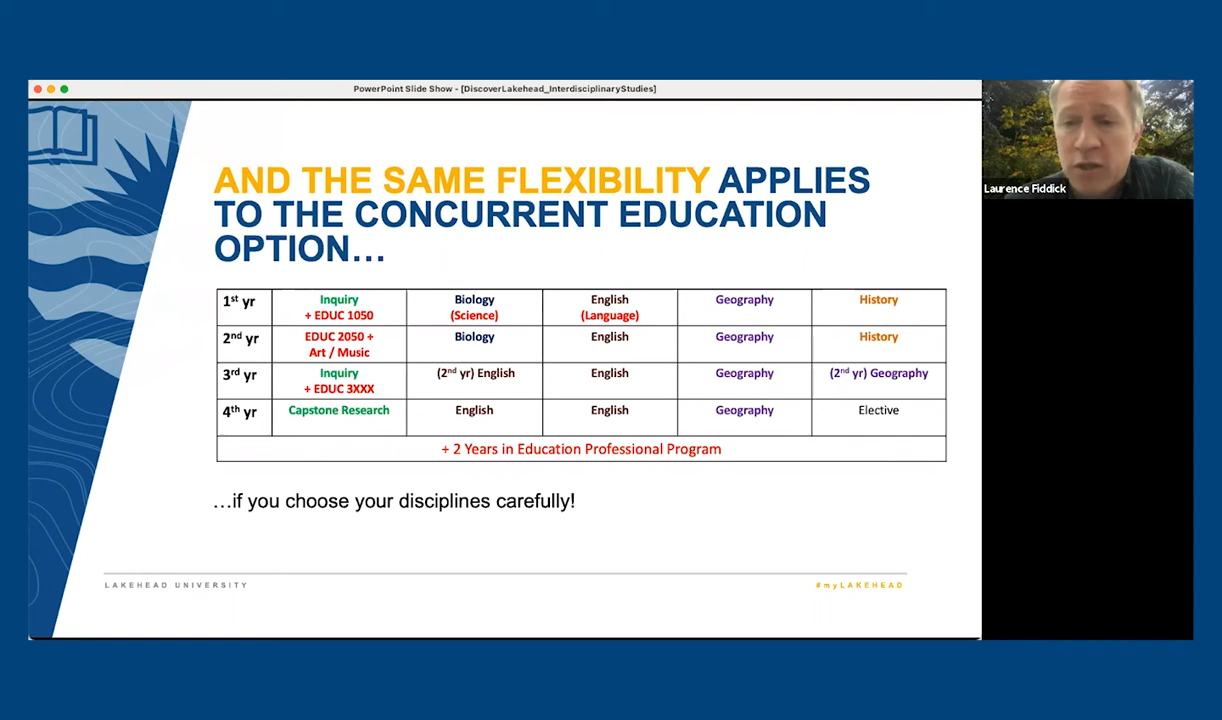 PowerPoint Slide Show - [DiscoverLakehead_InterdisciplinaryStudies]
Laurence Fiddick
AND THE SAME FLEXIBILITY APPLIES
TO THE CONCURRENT EDUCATION
OPTION…
1st yr
Inquiry
+ EDUC 1050
Biology
(Science)
English
(Language)
Geography
History
2nd yr
EDUC 2050 +
Art / Music
Biology
English
Geography
History
3rd yr
Inquiry
+ EDUC 3XXX
(2nd yr) English
English
Geography
(2nd yr) Geography
4th yr
Capstone Research
English
English
Geography
Elective
+ 2 Years in Education Professional Program
…if you choose your disciplines carefully!
LAKEHEAD UNIVERSITY
#myLAKEHEAD